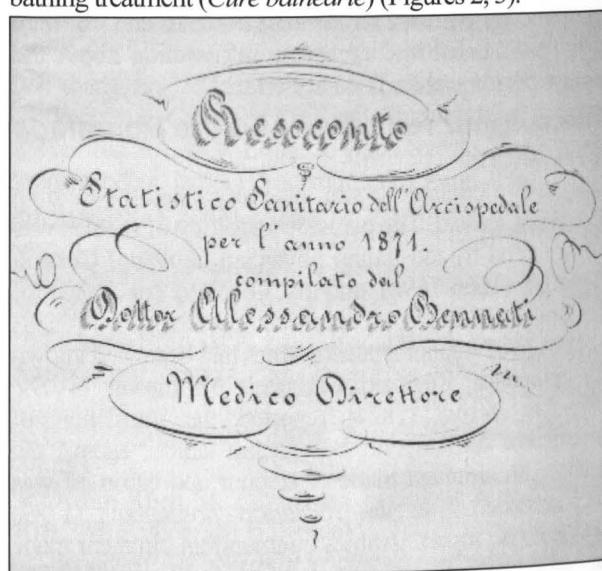 bathing treatment (Cure balnearie) (Figures 2, 3).
Resoconto
Statistico Sanitario dell'Arcispedale
per l'anno 1871.
compilato dal
Dottor Alessandro Bennati
Medico Direttore